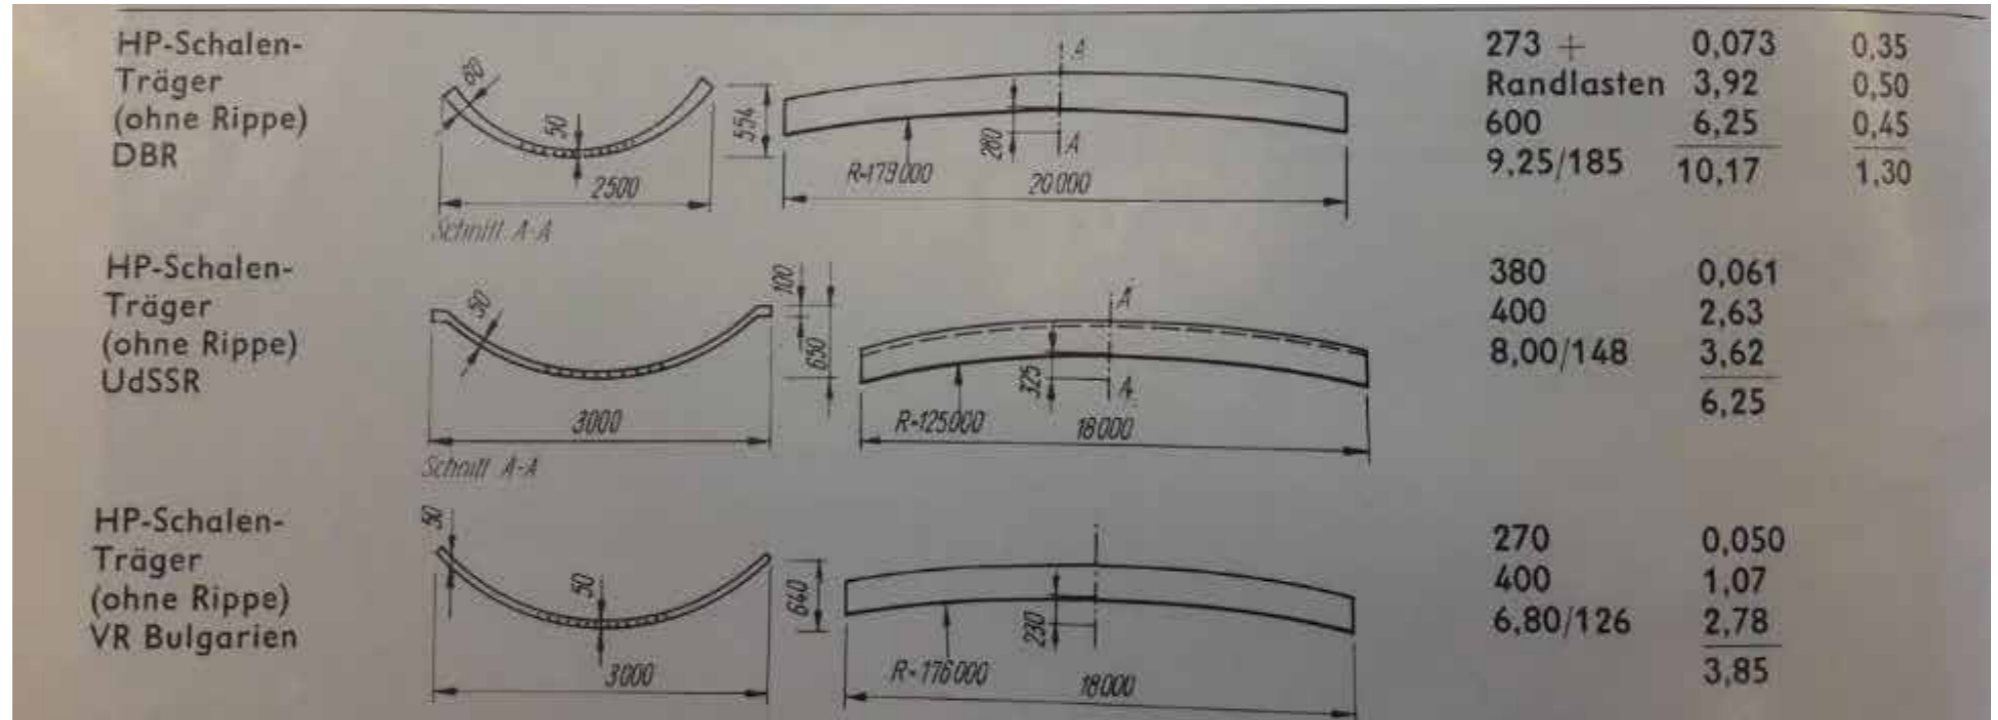 HP-Schalen-
Träger
(ohne Rippe)
DBR
80
50
2500
Schnitt A-A
554
A
280
A
R=179000
20000
273 + 0,073 0,35
Randlasten 3,92 0,50
600 6,25 0,45
9,25/185 10,17 1,30
HP-Schalen-
Träger
(ohne Rippe)
UdSSR
50
3000
Schnitt A-A
100
650
A
325
A
R=125000
18000
380 0,061
400 2,63
8,00/148 3,62
6,25
HP-Schalen-
Träger
(ohne Rippe)
VR Bulgarien
50
50
3000
640
230
R=176000
18000
270 0,050
400 1,07
6,80/126 2,78
3,85